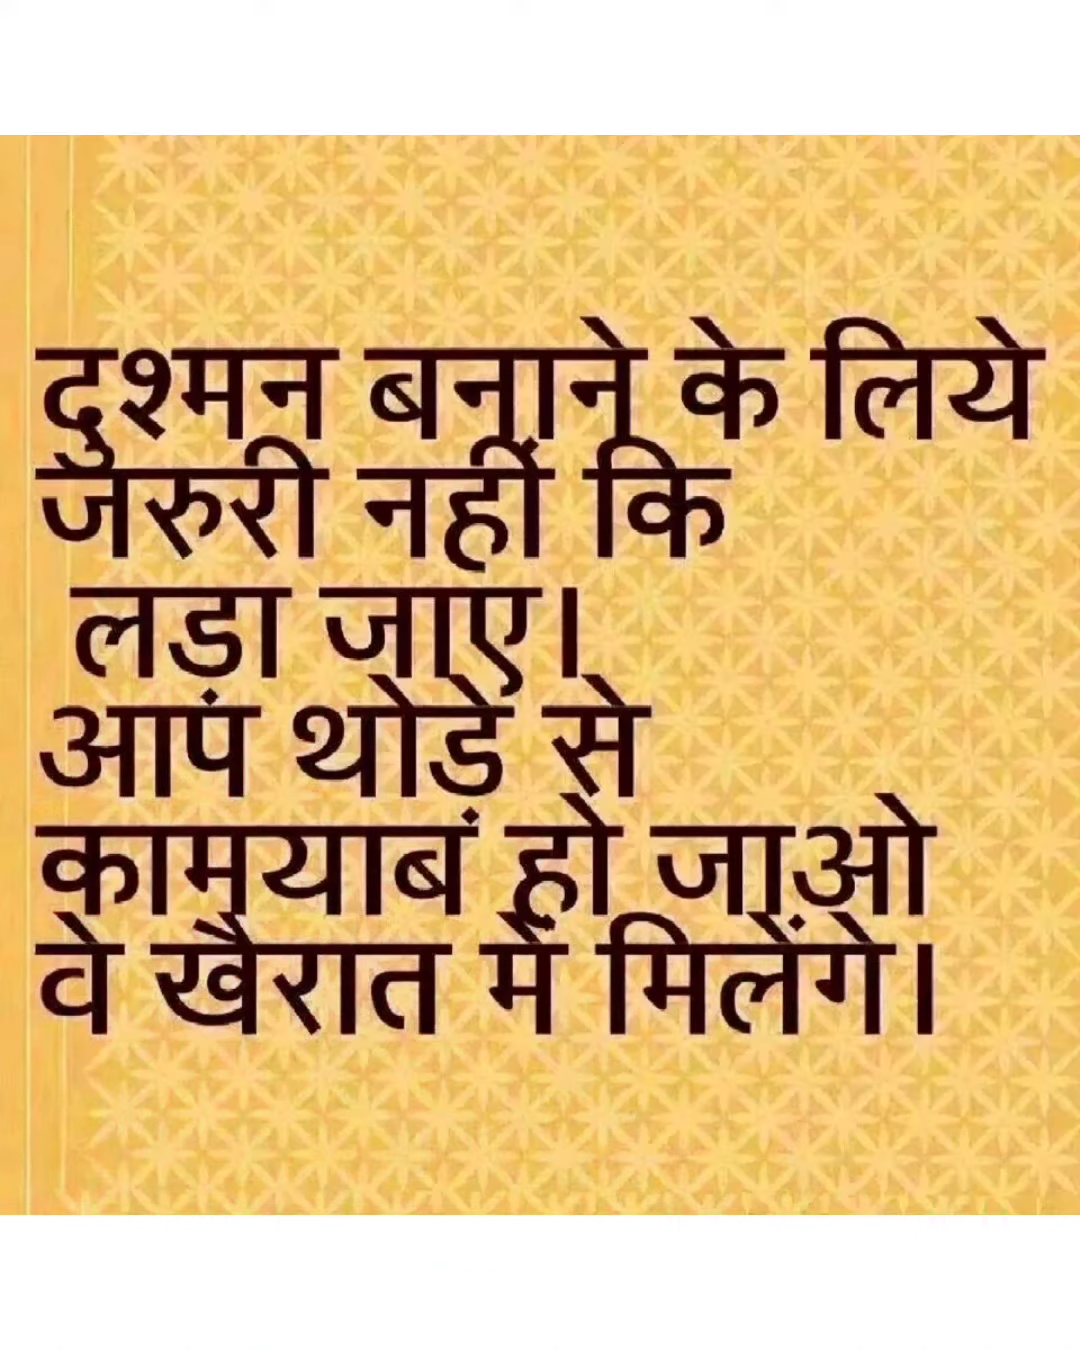 दुश्मन बनाने के लिये
जरुरी नहीं कि
लडा़ जाए।
आप थोडे़ से
कामयाब हो जाओ
वे खैरात में मिलेंगे।